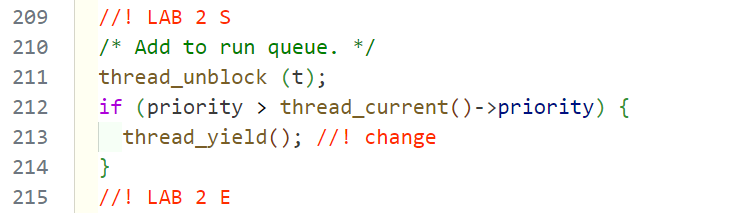 209 //! LAB 2 S
210 /* Add to run queue. */
211 thread_unblock (t);
212 if (priority > thread_current()->priority) {
213   thread_yield(); //! change
214 }
215 //! LAB 2 E